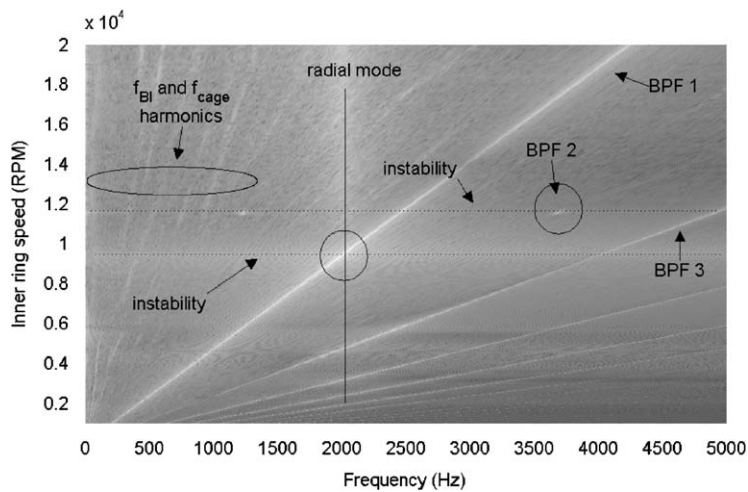 x 10⁴
2
1.8
1.6
1.4
1.2
1
0.8
0.6
0.4
0.2
Inner ring speed (RPM)
f_BI and f_cage
harmonics
radial mode
BPF 1
instability
BPF 2
instability
BPF 3
0 500 1000 1500 2000 2500 3000 3500 4000 4500 5000
Frequency (Hz)